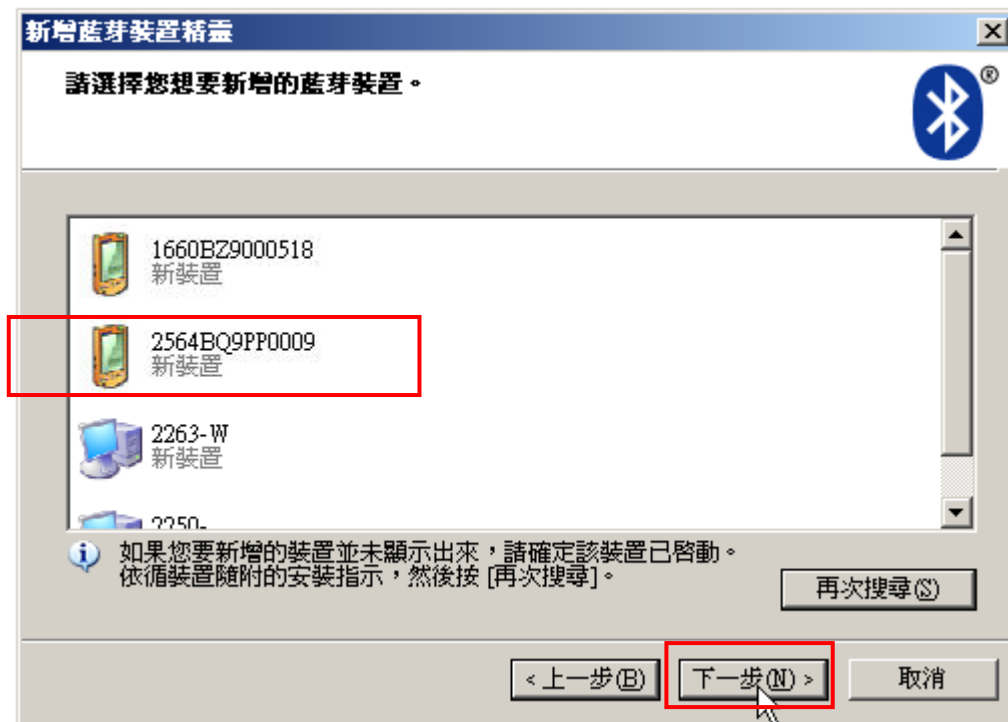 新增藍芽裝置精靈
請選擇您想要新增的藍芽裝置。
®
1660BZ9000518
新裝置
2564BQ9PP0009
新裝置
2263-W
新裝置
2250-
如果您要新增的裝置並未顯示出來，請確定該裝置已啟動。
依循裝置隨附的安裝指示，然後按 [再次搜尋]。
再次搜尋(S)
<上一步(B)
下一步(N) >
取消